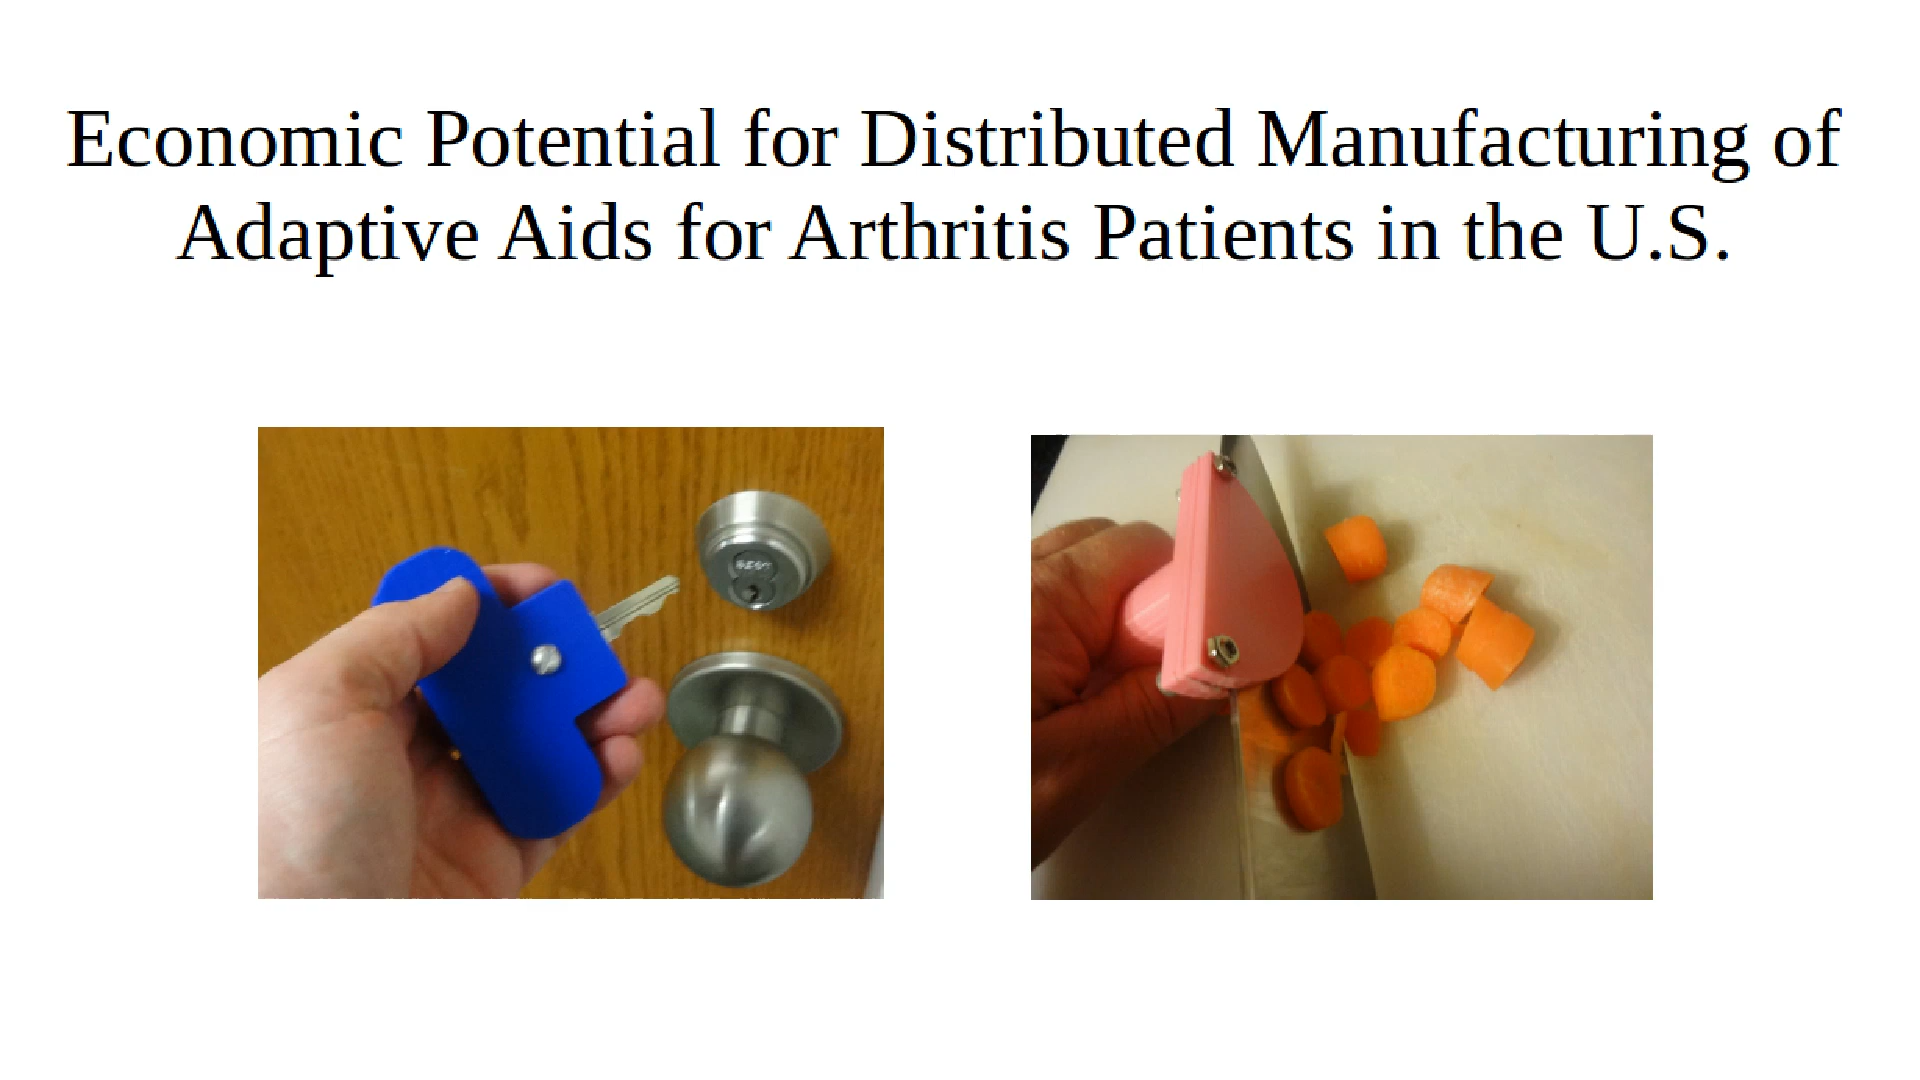 Economic Potential for Distributed Manufacturing of
Adaptive Aids for Arthritis Patients in the U.S.